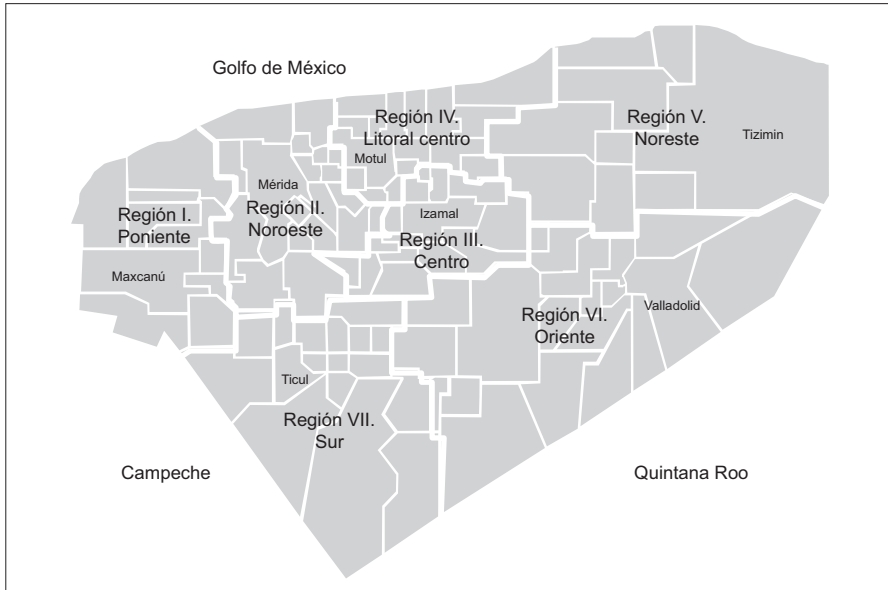 Golfo de México
Región IV.
Litoral centro
Motul
Región V.
Noreste
Tizimin
Mérida
Región I.
Poniente
Región II.
Noroeste
Izamal
Región III.
Centro
Maxcanú
Región VI.
Oriente
Valladolid
Ticul
Región VII.
Sur
Campeche
Quintana Roo